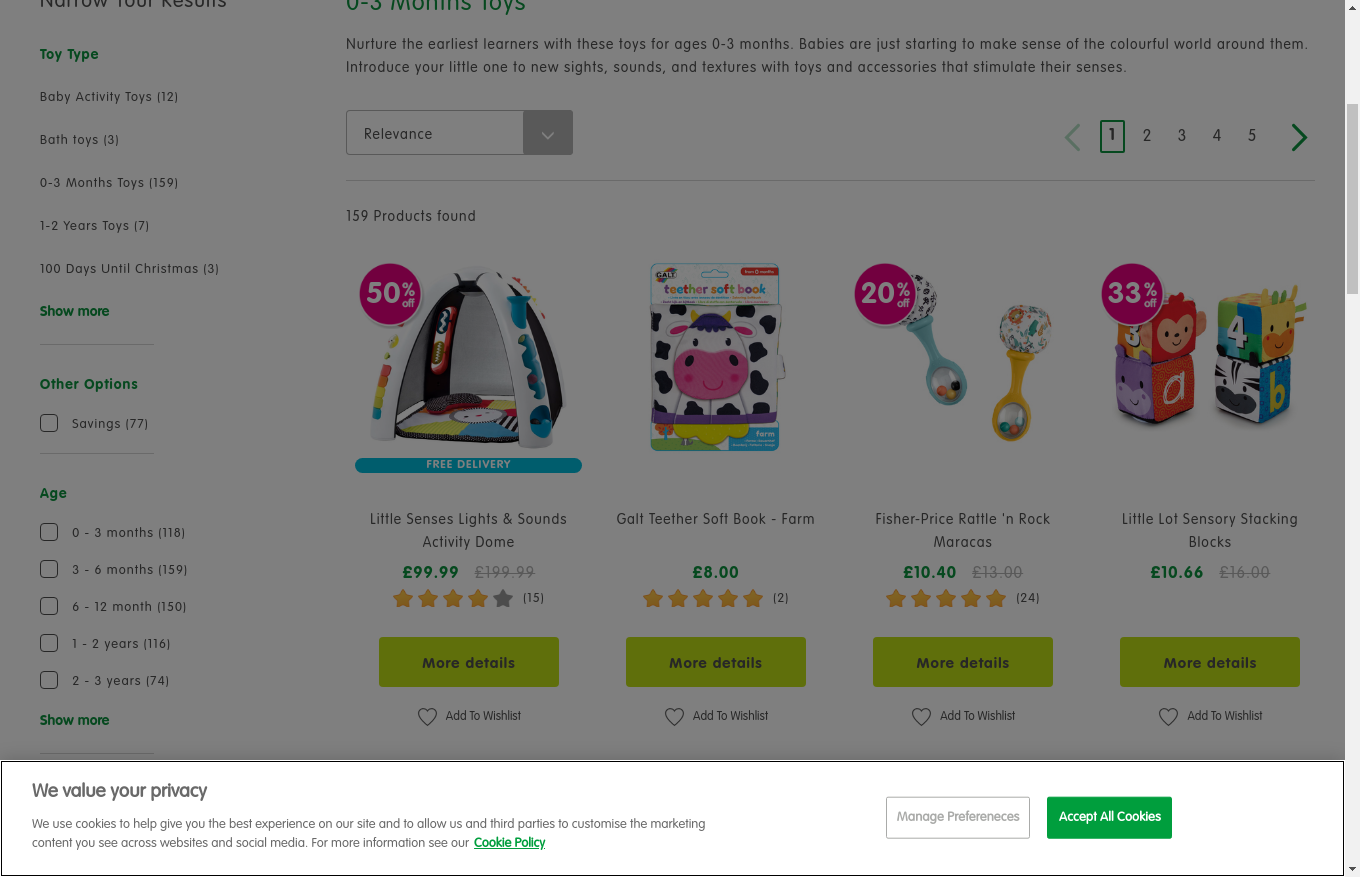 Narrow Your Results
Toy Type
Baby Activity Toys (12)
Bath toys (3)
0-3 Months Toys (159)
1-2 Years Toys (7)
100 Days Until Christmas (3)
Show more
Other Options
Savings (77)
Age
0 - 3 months (118)
3 - 6 months (159)
6 - 12 month (150)
1 - 2 years (116)
2 - 3 years (74)
Show more
0-3 Months Toys
Nurture the earliest learners with these toys for ages 0-3 months. Babies are just starting to make sense of the colourful world around them.
Introduce your little one to new sights, sounds, and textures with toys and accessories that stimulate their senses.
Relevance
1 2 3 4 5
159 Products found
50% off
FREE DELIVERY
Little Senses Lights & Sounds
Activity Dome
£99.99 £199.99
(15)
More details
Add To Wishlist
GALT
teether soft book
farm
Galt Teether Soft Book - Farm
£8.00
(2)
More details
Add To Wishlist
20% off
Fisher-Price Rattle 'n Rock
Maracas
£10.40 £13.00
(24)
More details
Add To Wishlist
33% off
4
a
b
Little Lot Sensory Stacking
Blocks
£10.66 £16.00
More details
Add To Wishlist
We value your privacy
We use cookies to help give you the best experience on our site and to allow us and third parties to customise the marketing
content you see across websites and social media. For more information see our Cookie Policy
Manage Prefereneces
Accept All Cookies